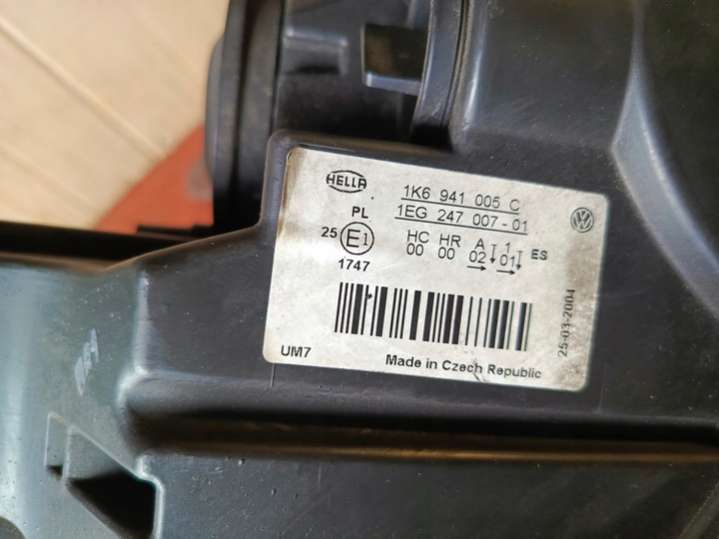 HELLA
1K6 941 005 C
1EG 247 007-01
PL
25 E1
1747
HC HR A 1 ES
00 00 02 01
25-03-2004
UM7
Made in Czech Republic